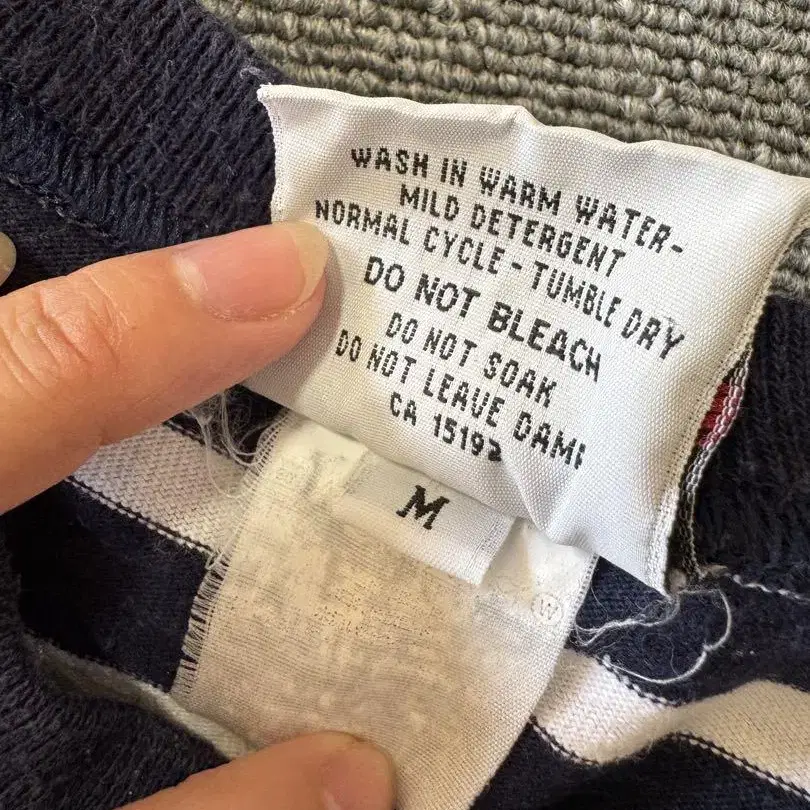 WASH IN WARM WATER-
MILD DETERGENT
NORMAL CYCLE - TUMBLE DRY
DO NOT BLEACH
DO NOT SOAK
DO NOT LEAVE DAMP
CA 15192
M
W